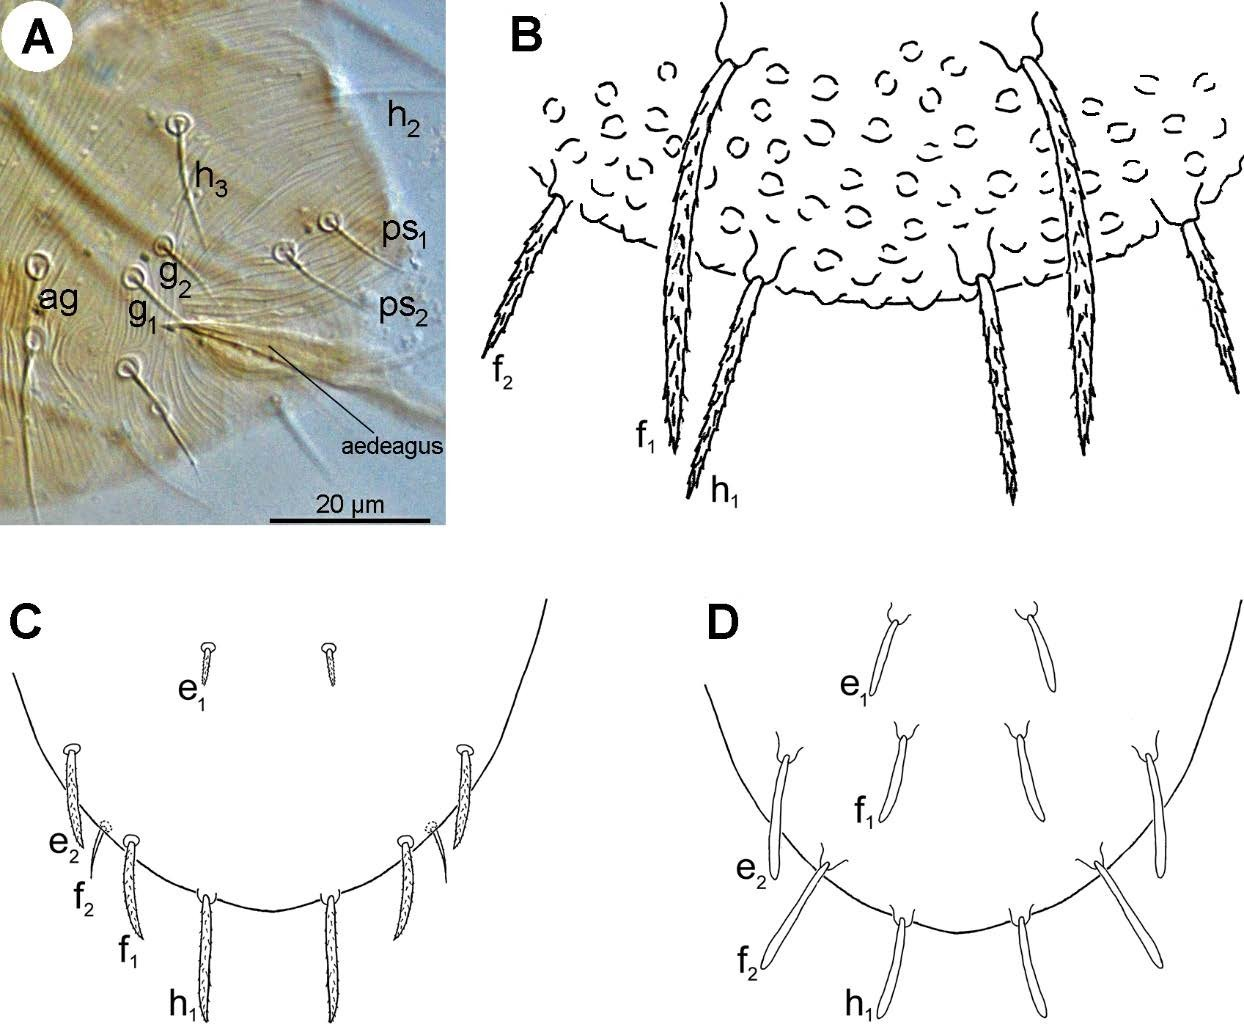 A
h2
h3
ps1
g2
ag
g1
ps2
aedeagus
20 µm
B
f2
f1
h1
C
e1
e2
f2
f1
h1
D
e1
f1
e2
f2
h1